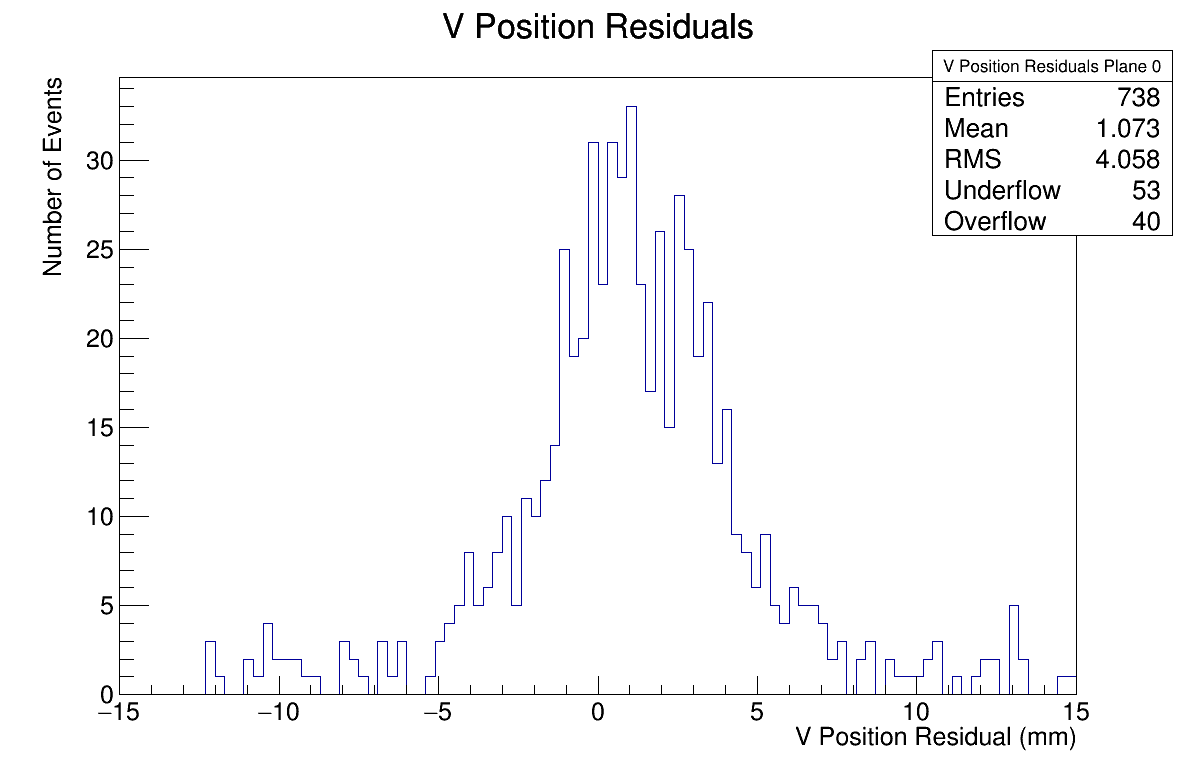 V Position Residuals
V Position Residuals Plane 0
Entries 738
Mean 1.073
RMS 4.058
Underflow 53
Overflow 40
Number of Events
30
25
20
15
10
5
0
−15 −10 −5 0 5 10 15
V Position Residual (mm)